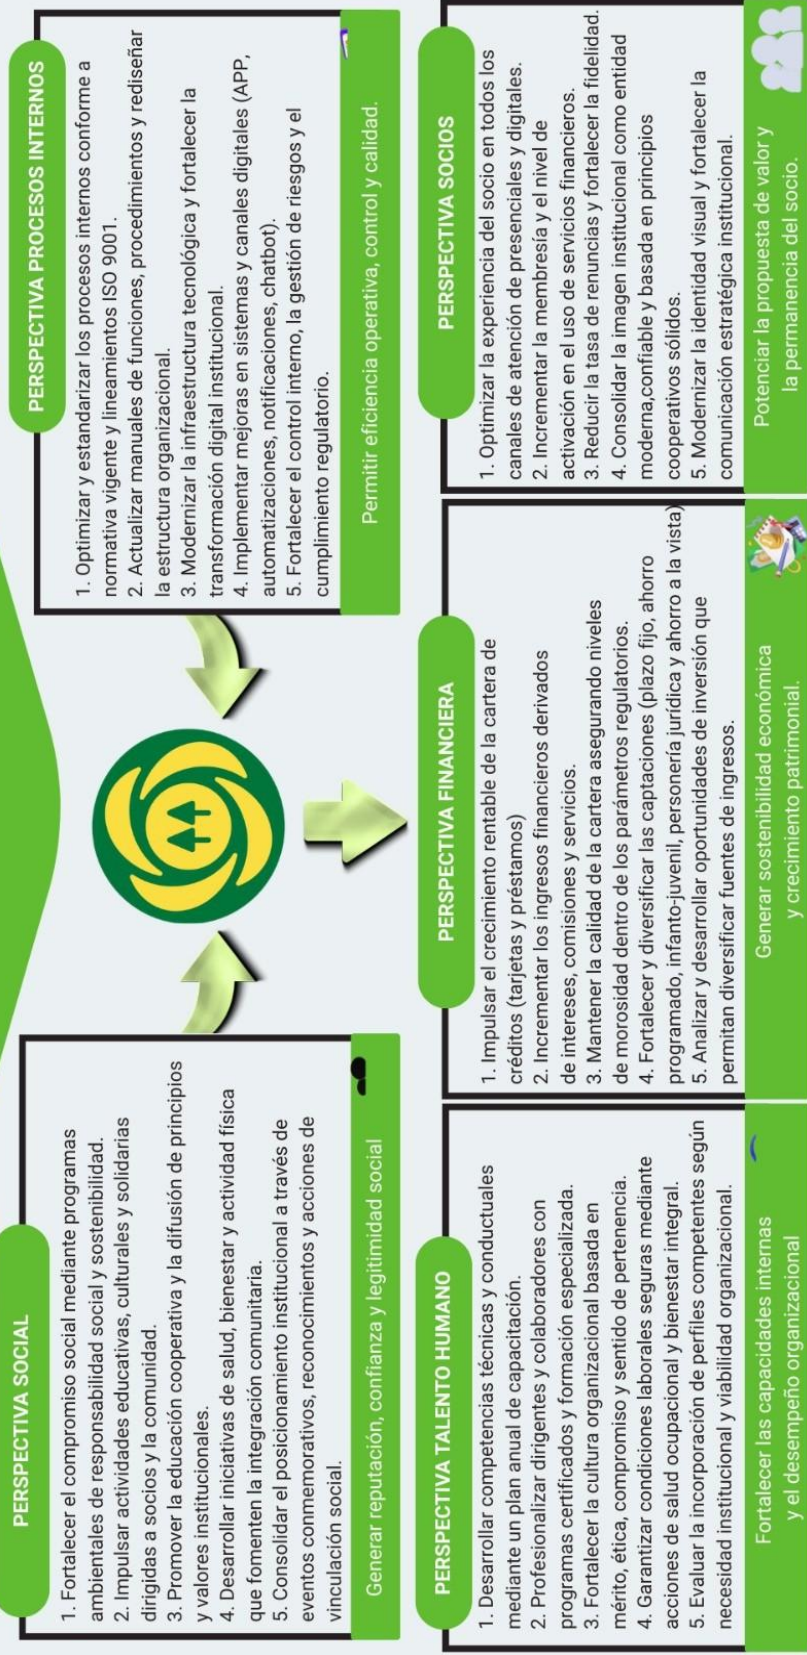 PERSPECTIVA SOCIAL
1. Fortalecer el compromiso social mediante programas
ambientales de responsabilidad social y sostenibilidad.
2. Impulsar actividades educativas, culturales y solidarias
dirigidas a socios y la comunidad.
3. Promover la educación cooperativa y la difusión de principios
y valores institucionales.
4. Desarrollar iniciativas de salud, bienestar y actividad física
que fomenten la integración comunitaria.
5. Consolidar el posicionamiento institucional a través de
eventos conmemorativos, reconocimientos y acciones de
vinculación social.
Generar reputación, confianza y legitimidad social
PERSPECTIVA PROCESOS INTERNOS
1. Optimizar y estandarizar los procesos internos conforme a
normativa vigente y lineamientos ISO 9001.
2. Actualizar manuales de funciones, procedimientos y rediseñar
la estructura organizacional.
3. Modernizar la infraestructura tecnológica y fortalecer la
transformación digital institucional.
4. Implementar mejoras en sistemas y canales digitales (APP,
automatizaciones, notificaciones, chatbot).
5. Fortalecer el control interno, la gestión de riesgos y el
cumplimiento regulatorio.
Permitir eficiencia operativa, control y calidad.
PERSPECTIVA TALENTO HUMANO
1. Desarrollar competencias técnicas y conductuales
mediante un plan anual de capacitación.
2. Profesionalizar dirigentes y colaboradores con
programas certificados y formación especializada.
3. Fortalecer la cultura organizacional basada en
mérito, ética, compromiso y sentido de pertenencia.
4. Garantizar condiciones laborales seguras mediante
acciones de salud ocupacional y bienestar integral.
5. Evaluar la incorporación de perfiles competentes según
necesidad institucional y viabilidad organizacional.
Fortalecer las capacidades internas
y el desempeño organizacional
PERSPECTIVA FINANCIERA
1. Impulsar el crecimiento rentable de la cartera de
créditos (tarjetas y préstamos)
2. Incrementar los ingresos financieros derivados
de intereses, comisiones y servicios.
3. Mantener la calidad de la cartera asegurando niveles
de morosidad dentro de los parámetros regulatorios.
4. Fortalecer y diversificar las captaciones (plazo fijo, ahorro
programado, infanto-juvenil, personería jurídica y ahorro a la vista)
5. Analizar y desarrollar oportunidades de inversión que
permitan diversificar fuentes de ingresos.
Generar sostenibilidad económica
y crecimiento patrimonial.
PERSPECTIVA SOCIOS
1. Optimizar la experiencia del socio en todos los
canales de atención de presenciales y digitales.
2. Incrementar la membresía y el nivel de
activación en el uso de servicios financieros.
3. Reducir la tasa de renuncias y fortalecer la fidelidad.
4. Consolidar la imagen institucional como entidad
moderna,confiable y basada en principios
cooperativos sólidos.
5. Modernizar la identidad visual y fortalecer la
comunicación estratégica institucional.
Potenciar la propuesta de valor y
la permanencia del socio.